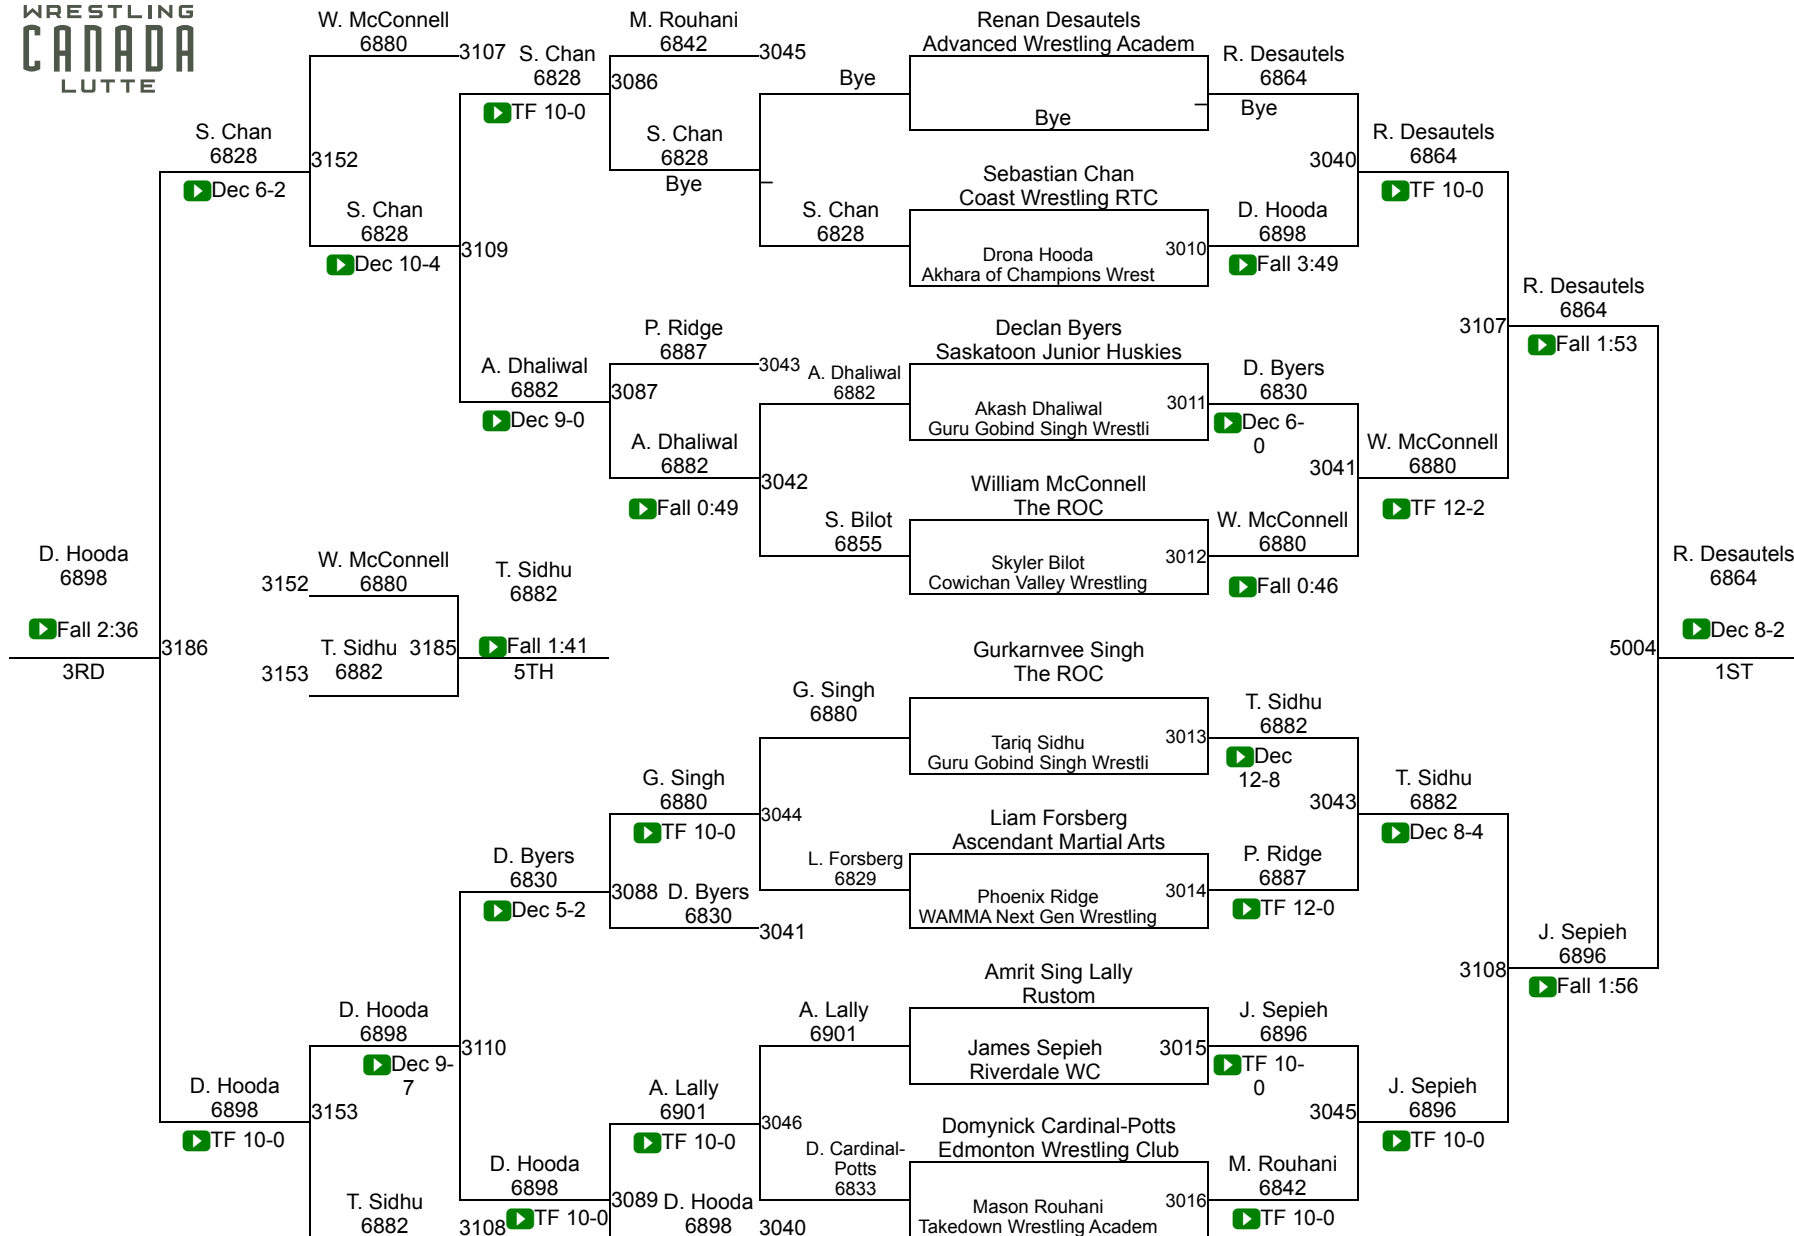 WRESTLING
CANADA
LUTTE
W. McConnell
6880
3107
S. Chan
6828
3086
TF 10-0
M. Rouhani
6842
3045
Renan Desautels
Advanced Wrestling Academ
Bye
Bye
R. Desautels
6864
Bye
S. Chan
6828
3152
Dec 6-2
S. Chan
6828
Bye
Sebastian Chan
Coast Wrestling RTC
3040
R. Desautels
6864
TF 10-0
S. Chan
6828
3109
Dec 10-4
S. Chan
6828
Drona Hooda
Akhara of Champions Wrest
3010
D. Hooda
6898
Fall 3:49
R. Desautels
6864
3107
Fall 1:53
P. Ridge
6887
3043
A. Dhaliwal
6882
3087
Dec 9-0
A. Dhaliwal
6882
Declan Byers
Saskatoon Junior Huskies
Akash Dhaliwal
Guru Gobind Singh Wrestli
3011
D. Byers
6830
Dec 6-
0
A. Dhaliwal
6882
3042
Fall 0:49
William McConnell
The ROC
3041
W. McConnell
6880
TF 12-2
S. Bilot
6855
Skyler Bilot
Cowichan Valley Wrestling
3012
W. McConnell
6880
Fall 0:46
D. Hooda
6898
Fall 2:36
3186
3RD
3152
W. McConnell
6880
T. Sidhu
6882
T. Sidhu
6882
3185
3153
Fall 1:41
5TH
R. Desautels
6864
Dec 8-2
5004
1ST
Gurkarnvee Singh
The ROC
G. Singh
6880
Tariq Sidhu
Guru Gobind Singh Wrestli
3013
T. Sidhu
6882
Dec
12-8
G. Singh
6880
3044
TF 10-0
Liam Forsberg
Ascendant Martial Arts
3043
T. Sidhu
6882
Dec 8-4
D. Byers
6830
3088
Dec 5-2
D. Byers
6830
3041
L. Forsberg
6829
Phoenix Ridge
WAMMA Next Gen Wrestling
3014
P. Ridge
6887
TF 12-0
J. Sepieh
6896
3108
Fall 1:56
Amrit Sing Lally
Rustom
D. Hooda
6898
3110
Dec 9-
7
A. Lally
6901
James Sepieh
Riverdale WC
3015
J. Sepieh
6896
TF 10-
0
D. Hooda
6898
3153
TF 10-0
A. Lally
6901
3046
TF 10-0
Domynick Cardinal-Potts
Edmonton Wrestling Club
3045
J. Sepieh
6896
TF 10-0
D. Hooda
6898
3089
TF 10-0
D. Cardinal-
Potts
6833
Mason Rouhani
Takedown Wrestling Academ
3016
M. Rouhani
6842
TF 10-0
T. Sidhu
6882
3108
D. Hooda
6898
3040